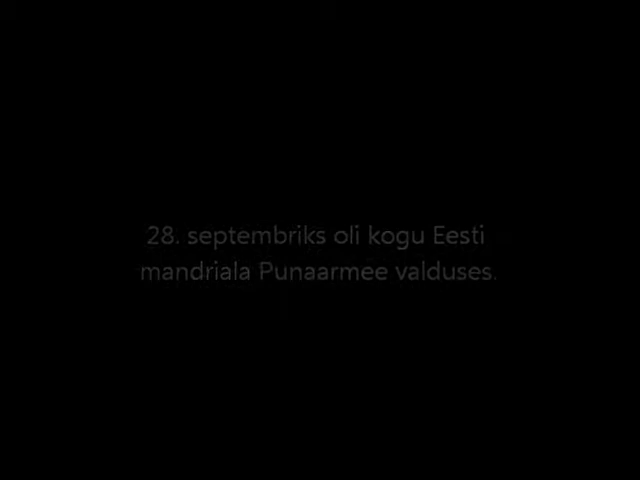 28. septembriks oli kogu Eesti
mandriala Punaarmee valduses.